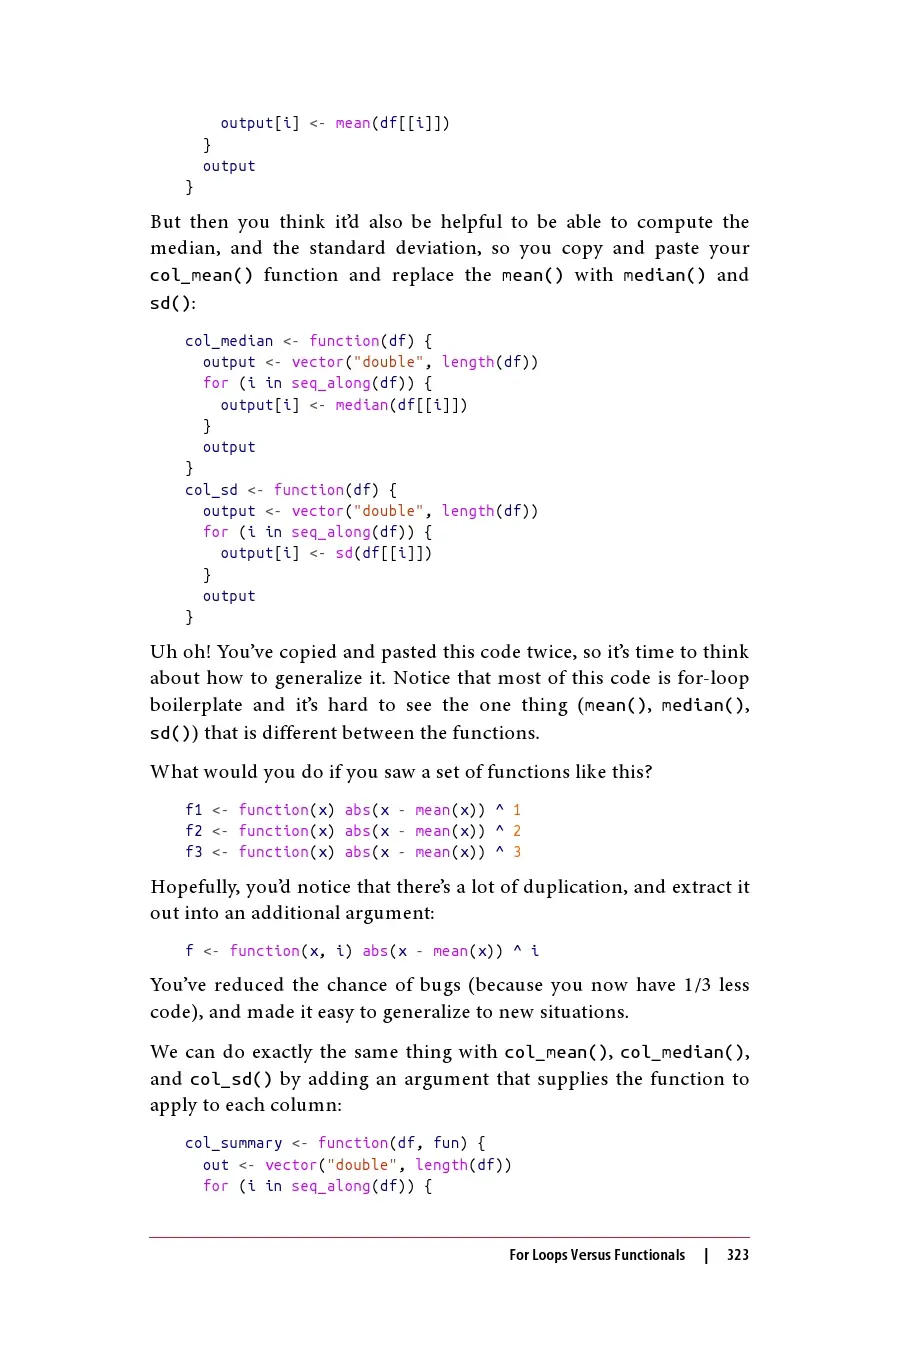 output[i] <- mean(df[[i]])
}
output
}
But then you think it’d also be helpful to be able to compute the
median, and the standard deviation, so you copy and paste your
col_mean() function and replace the mean() with median() and
sd():
col_median <- function(df) {
output <- vector("double", length(df))
for (i in seq_along(df)) {
output[i] <- median(df[[i]])
}
output
}
col_sd <- function(df) {
output <- vector("double", length(df))
for (i in seq_along(df)) {
output[i] <- sd(df[[i]])
}
output
}
Uh oh! You’ve copied and pasted this code twice, so it’s time to think
about how to generalize it. Notice that most of this code is for-loop
boilerplate and it’s hard to see the one thing (mean(), median(),
sd()) that is different between the functions.
What would you do if you saw a set of functions like this?
f1 <- function(x) abs(x - mean(x)) ^ 1
f2 <- function(x) abs(x - mean(x)) ^ 2
f3 <- function(x) abs(x - mean(x)) ^ 3
Hopefully, you’d notice that there’s a lot of duplication, and extract it
out into an additional argument:
f <- function(x, i) abs(x - mean(x)) ^ i
You’ve reduced the chance of bugs (because you now have 1/3 less
code), and made it easy to generalize to new situations.
We can do exactly the same thing with col_mean(), col_median(),
and col_sd() by adding an argument that supplies the function to
apply to each column:
col_summary <- function(df, fun) {
out <- vector("double", length(df))
for (i in seq_along(df)) {
For Loops Versus Functionals | 323